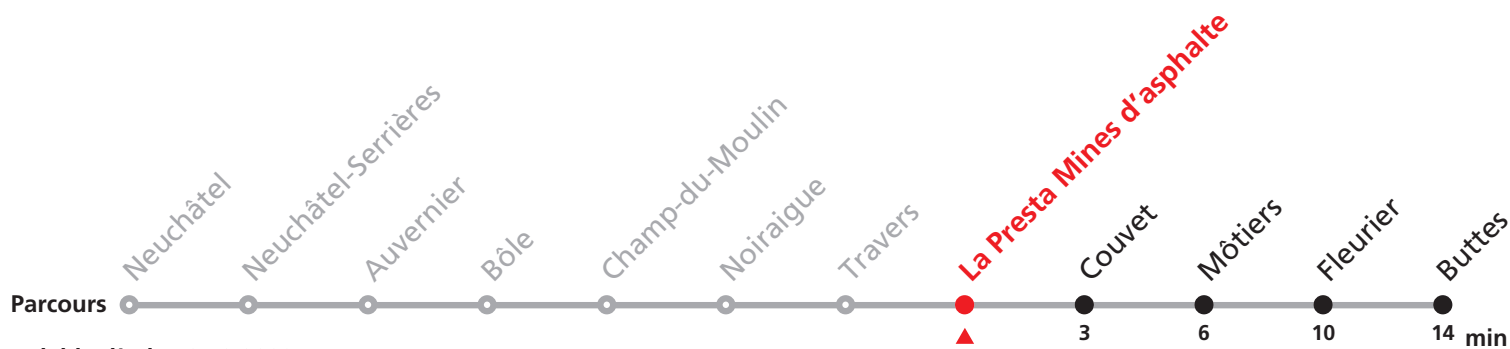 Neuchâtel
Neuchâtel-Serrières
Auvernier
Bôle
Champ-du-Moulin
Noiraigue
Travers
La Presta Mines d'asphalte
Couvet
Môtiers
Fleurier
Buttes
Parcours
3 6 10 14 min